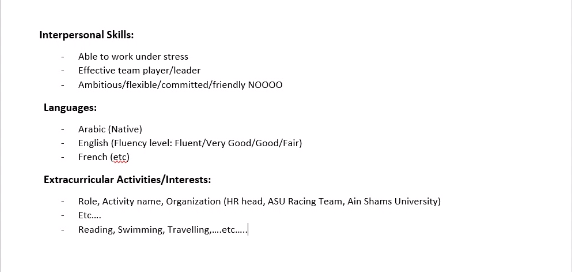 Interpersonal Skills:
- Able to work under stress
- Effective team player/leader
- Ambitious/flexible/committed/friendly NOOOO
Languages:
- Arabic (Native)
- English (Fluency level: Fluent/Very Good/Good/Fair)
- French (etc)
Extracurricular Activities/Interests:
- Role, Activity name, Organization (HR head, ASU Racing Team, Ain Shams University)
- Etc....
- Reading, Swimming, Travelling,....etc.....